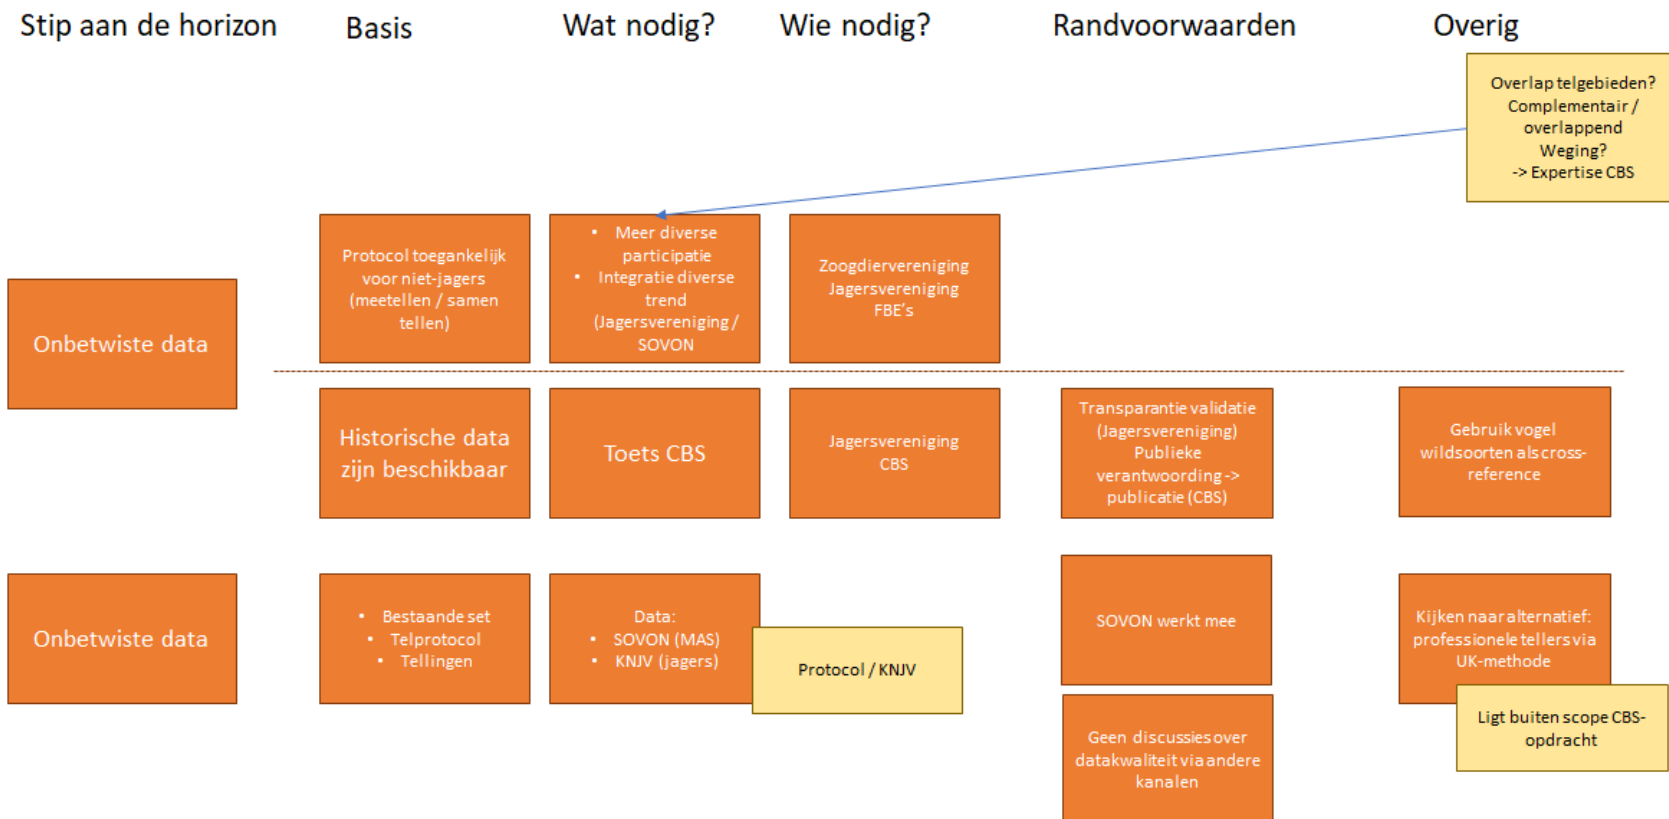 Stip aan de horizon
Basis
Wat nodig?
Wie nodig?
Randvoorwaarden
Overig
Overlap telgebieden?
Complementair /
overlappend
Weging?
-> Expertise CBS
Onbetwiste data
Protocol toegankelijk
voor niet-jagers
(meetellen / samen
tellen)
• Meer diverse
participatie
• Integratie diverse
trend
(Jagersvereniging /
SOVON
Zoogdiervereniging
Jagersvereniging
FBE's
Historische data
zijn beschikbaar
Toets CBS
Jagersvereniging
CBS
Transparantie validatie
(Jagersvereniging)
Publieke
verantwoording ->
publicatie (CBS)
Gebruik vogel
wildsoorten als cross-
reference
Onbetwiste data
• Bestaande set
• Telprotocol
• Tellingen
Data:
• SOVON (MAS)
• KNJV (jagers)
Protocol / KNJV
SOVON werkt mee
Geen discussies over
datakwaliteit via andere
kanalen
Kijken naar alternatief:
professionele tellers via
UK-methode
Ligt buiten scope CBS-
opdracht